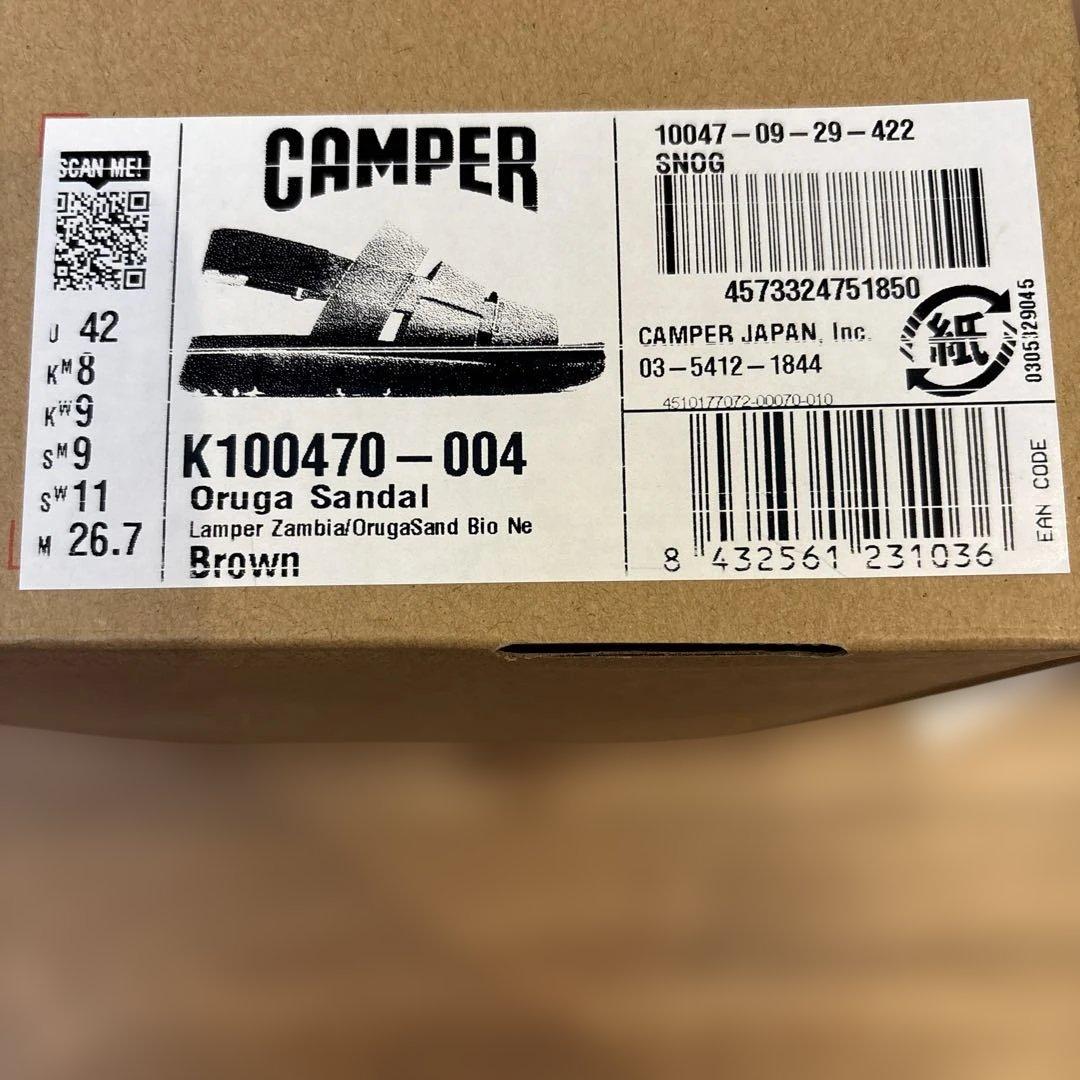 SCAN ME!
U 42
KM 8
KW 9
SM 9
SW 11
M 26.7
CAMPER
K100470-004
Oruga Sandal
Lamper Zambia/OrugaSand Bio Ne
Brown
10047-09-29-422
SNOG
4573324751850
CAMPER JAPAN, Inc.
03-5412-1844
紙
4510177072-00070-010
8 432561 231036
EAN CODE